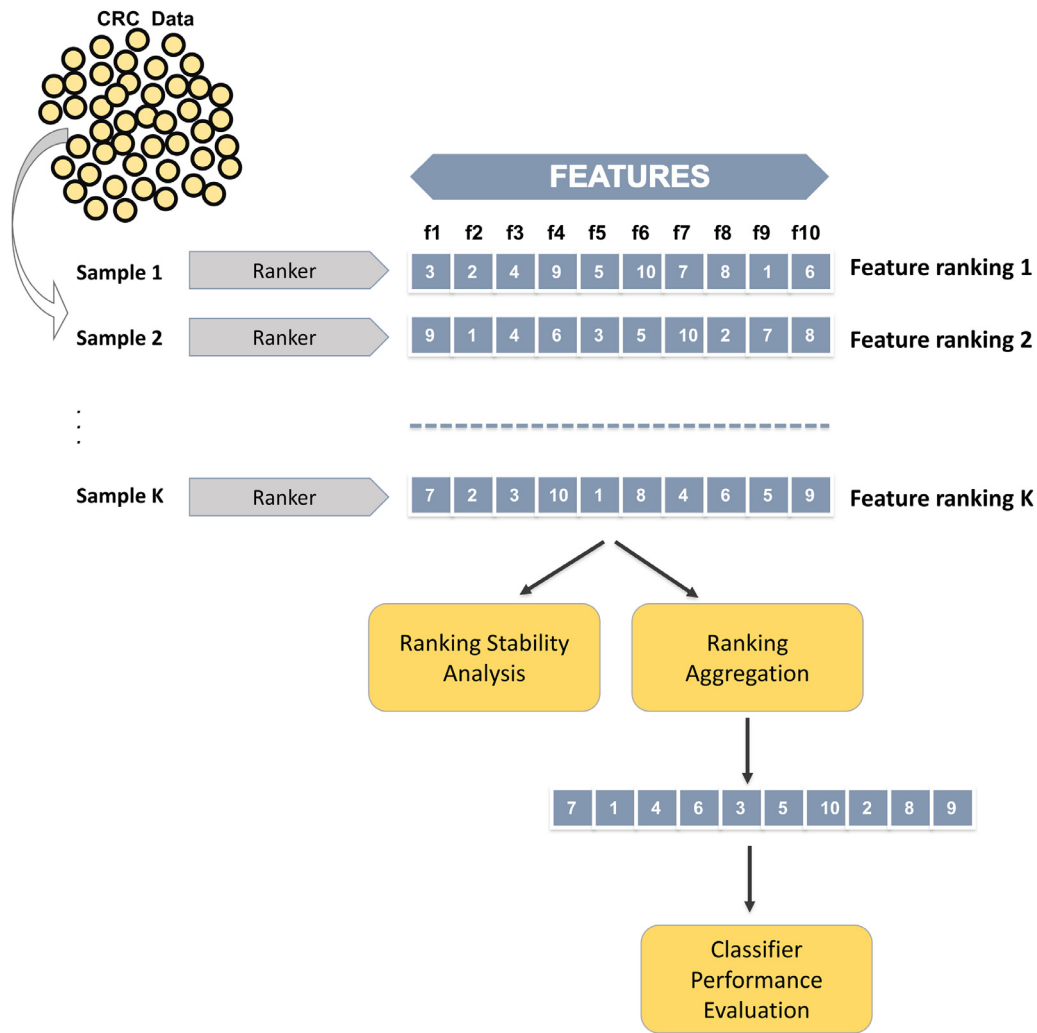 CRC Data
FEATURES
f1 f2 f3 f4 f5 f6 f7 f8 f9 f10
Sample 1 Ranker 3 2 4 9 5 10 7 8 1 6 Feature ranking 1
Sample 2 Ranker 9 1 4 6 3 5 10 2 7 8 Feature ranking 2
.
.
.
Sample K Ranker 7 2 3 10 1 8 4 6 5 9 Feature ranking K
Ranking Stability
Analysis
Ranking
Aggregation
7 1 4 6 3 5 10 2 8 9
Classifier
Performance
Evaluation